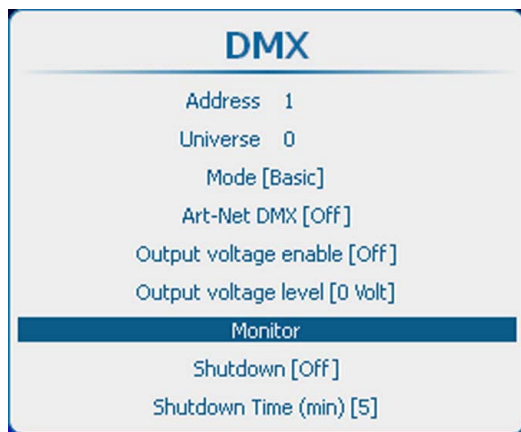 DMX
Address 1
Universe 0
Mode [Basic]
Art-Net DMX [Off]
Output voltage enable [Off]
Output voltage level [0 Volt]
Monitor
Shutdown [Off]
Shutdown Time (min) [5]